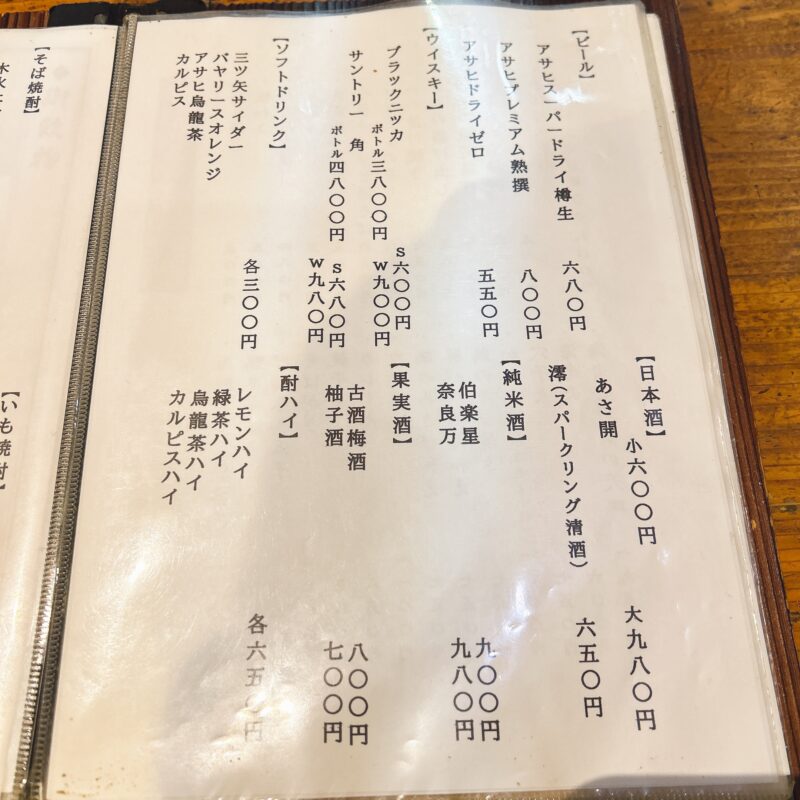 【ビール】
アサヒスーパードライ樽生 六八〇円
アサヒプレミアム熟撰 八〇〇円
アサヒドライゼロ 五五〇円
【ウイスキー】
ブラックニッカ S六〇〇円
ボトル三八〇〇円 W九〇〇円
サントリー 角 S六八〇円
ボトル四八〇〇円 W九八〇円
【ソフトドリンク】
三ツ矢サイダー
バヤリースオレンジ
アサヒ烏龍茶
カルピス
各三〇〇円
【日本酒】
あさ開 小六〇〇円 大九八〇円
澪(スパークリング清酒) 六五〇円
【純米酒】
伯楽星 九〇〇円
奈良万 九八〇円
【果実酒】
古酒梅酒 八〇〇円
柚子酒 七〇〇円
【酎ハイ】
レモンハイ
緑茶ハイ
烏龍茶ハイ
カルピスハイ
各六五〇円
【そば焼酎】
【いも焼酎】